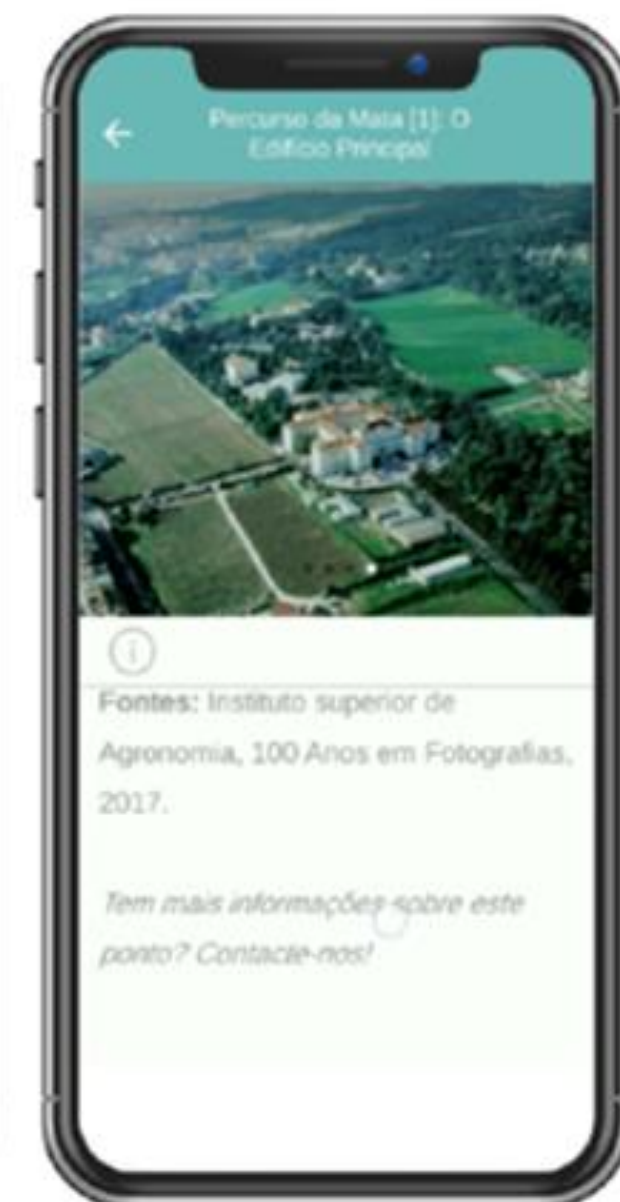 Percurso da Mata [1]: O
Edifício Principal
Fontes: Instituto superior de
Agronomia, 100 Anos em Fotografias,
2017.
Tem mais informações sobre este
ponto? Contacte-nos!